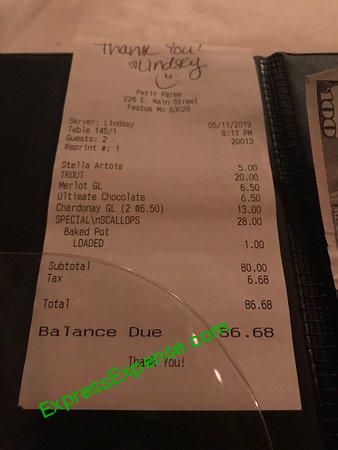 Thank You!
Lindsey
Petit Paree
228 E. Main Street
Festus Mo 63028
Server: Lindsey 05/11/2019
Table 145/1 8:11 PM
Guests: 2 20013
Reprint #: 1
Stella Artois 5.00
TROUT 20.00
Merlot GL 6.50
Ultimate Chocolate 6.50
Chardonay GL (2 @6.50) 13.00
SPECIAL\nSCALLOPS 28.00
Baked Pot
LOADED 1.00
Subtotal 80.00
Tax 6.68
Total 86.68
Balance Due 86.68
Thank You!
ExpressExpense.com
100